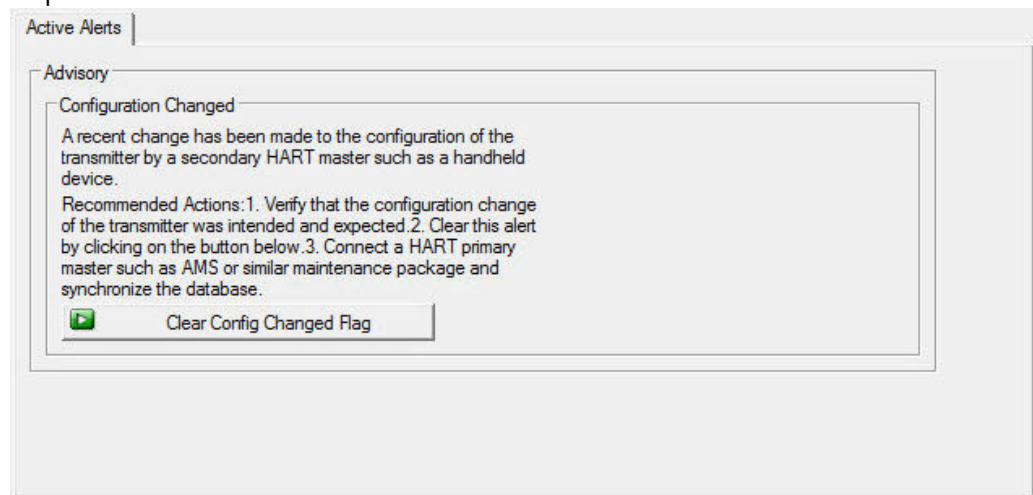 Active Alerts
Advisory
Configuration Changed
A recent change has been made to the configuration of the
transmitter by a secondary HART master such as a handheld
device.
Recommended Actions:1. Verify that the configuration change
of the transmitter was intended and expected.2. Clear this alert
by clicking on the button below.3. Connect a HART primary
master such as AMS or similar maintenance package and
synchronize the database.
Clear Config Changed Flag